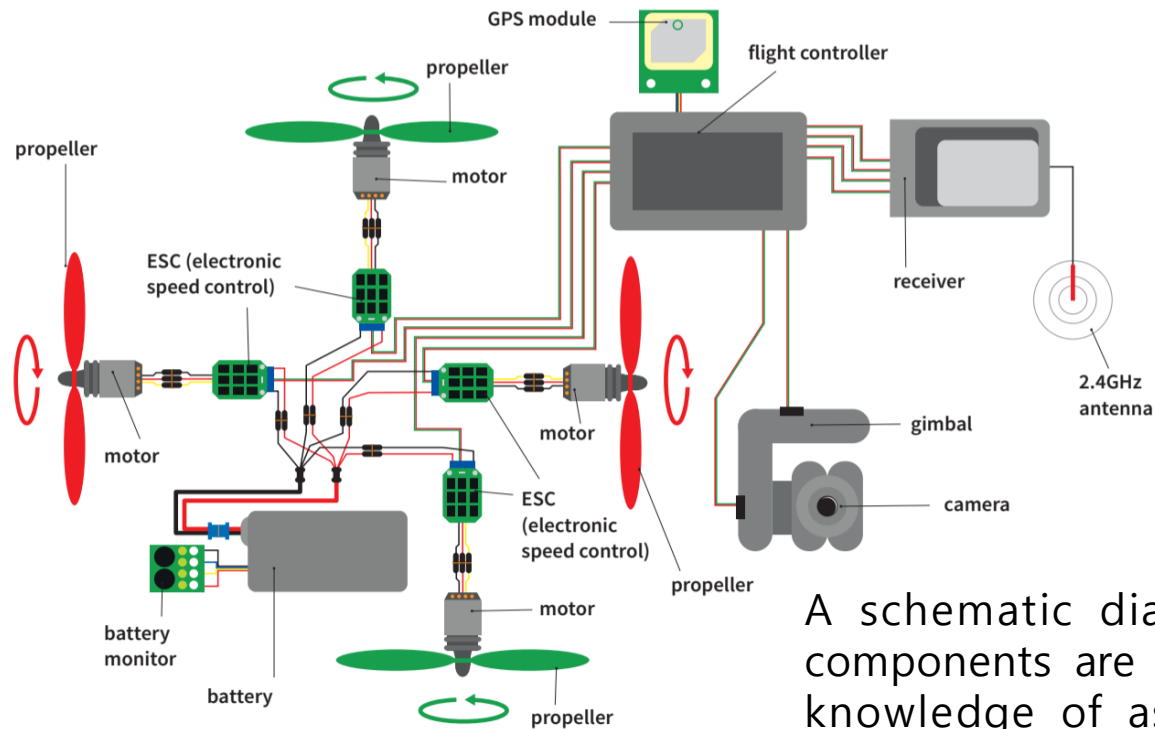 GPS module
flight controller
propeller
propeller
motor
ESC (electronic
speed control)
receiver
2.4GHz
antenna
motor
motor
gimbal
ESC
(electronic
speed control)
camera
propeller
motor
battery
monitor
battery
propeller
A schematic dia
components are
knowledge of as